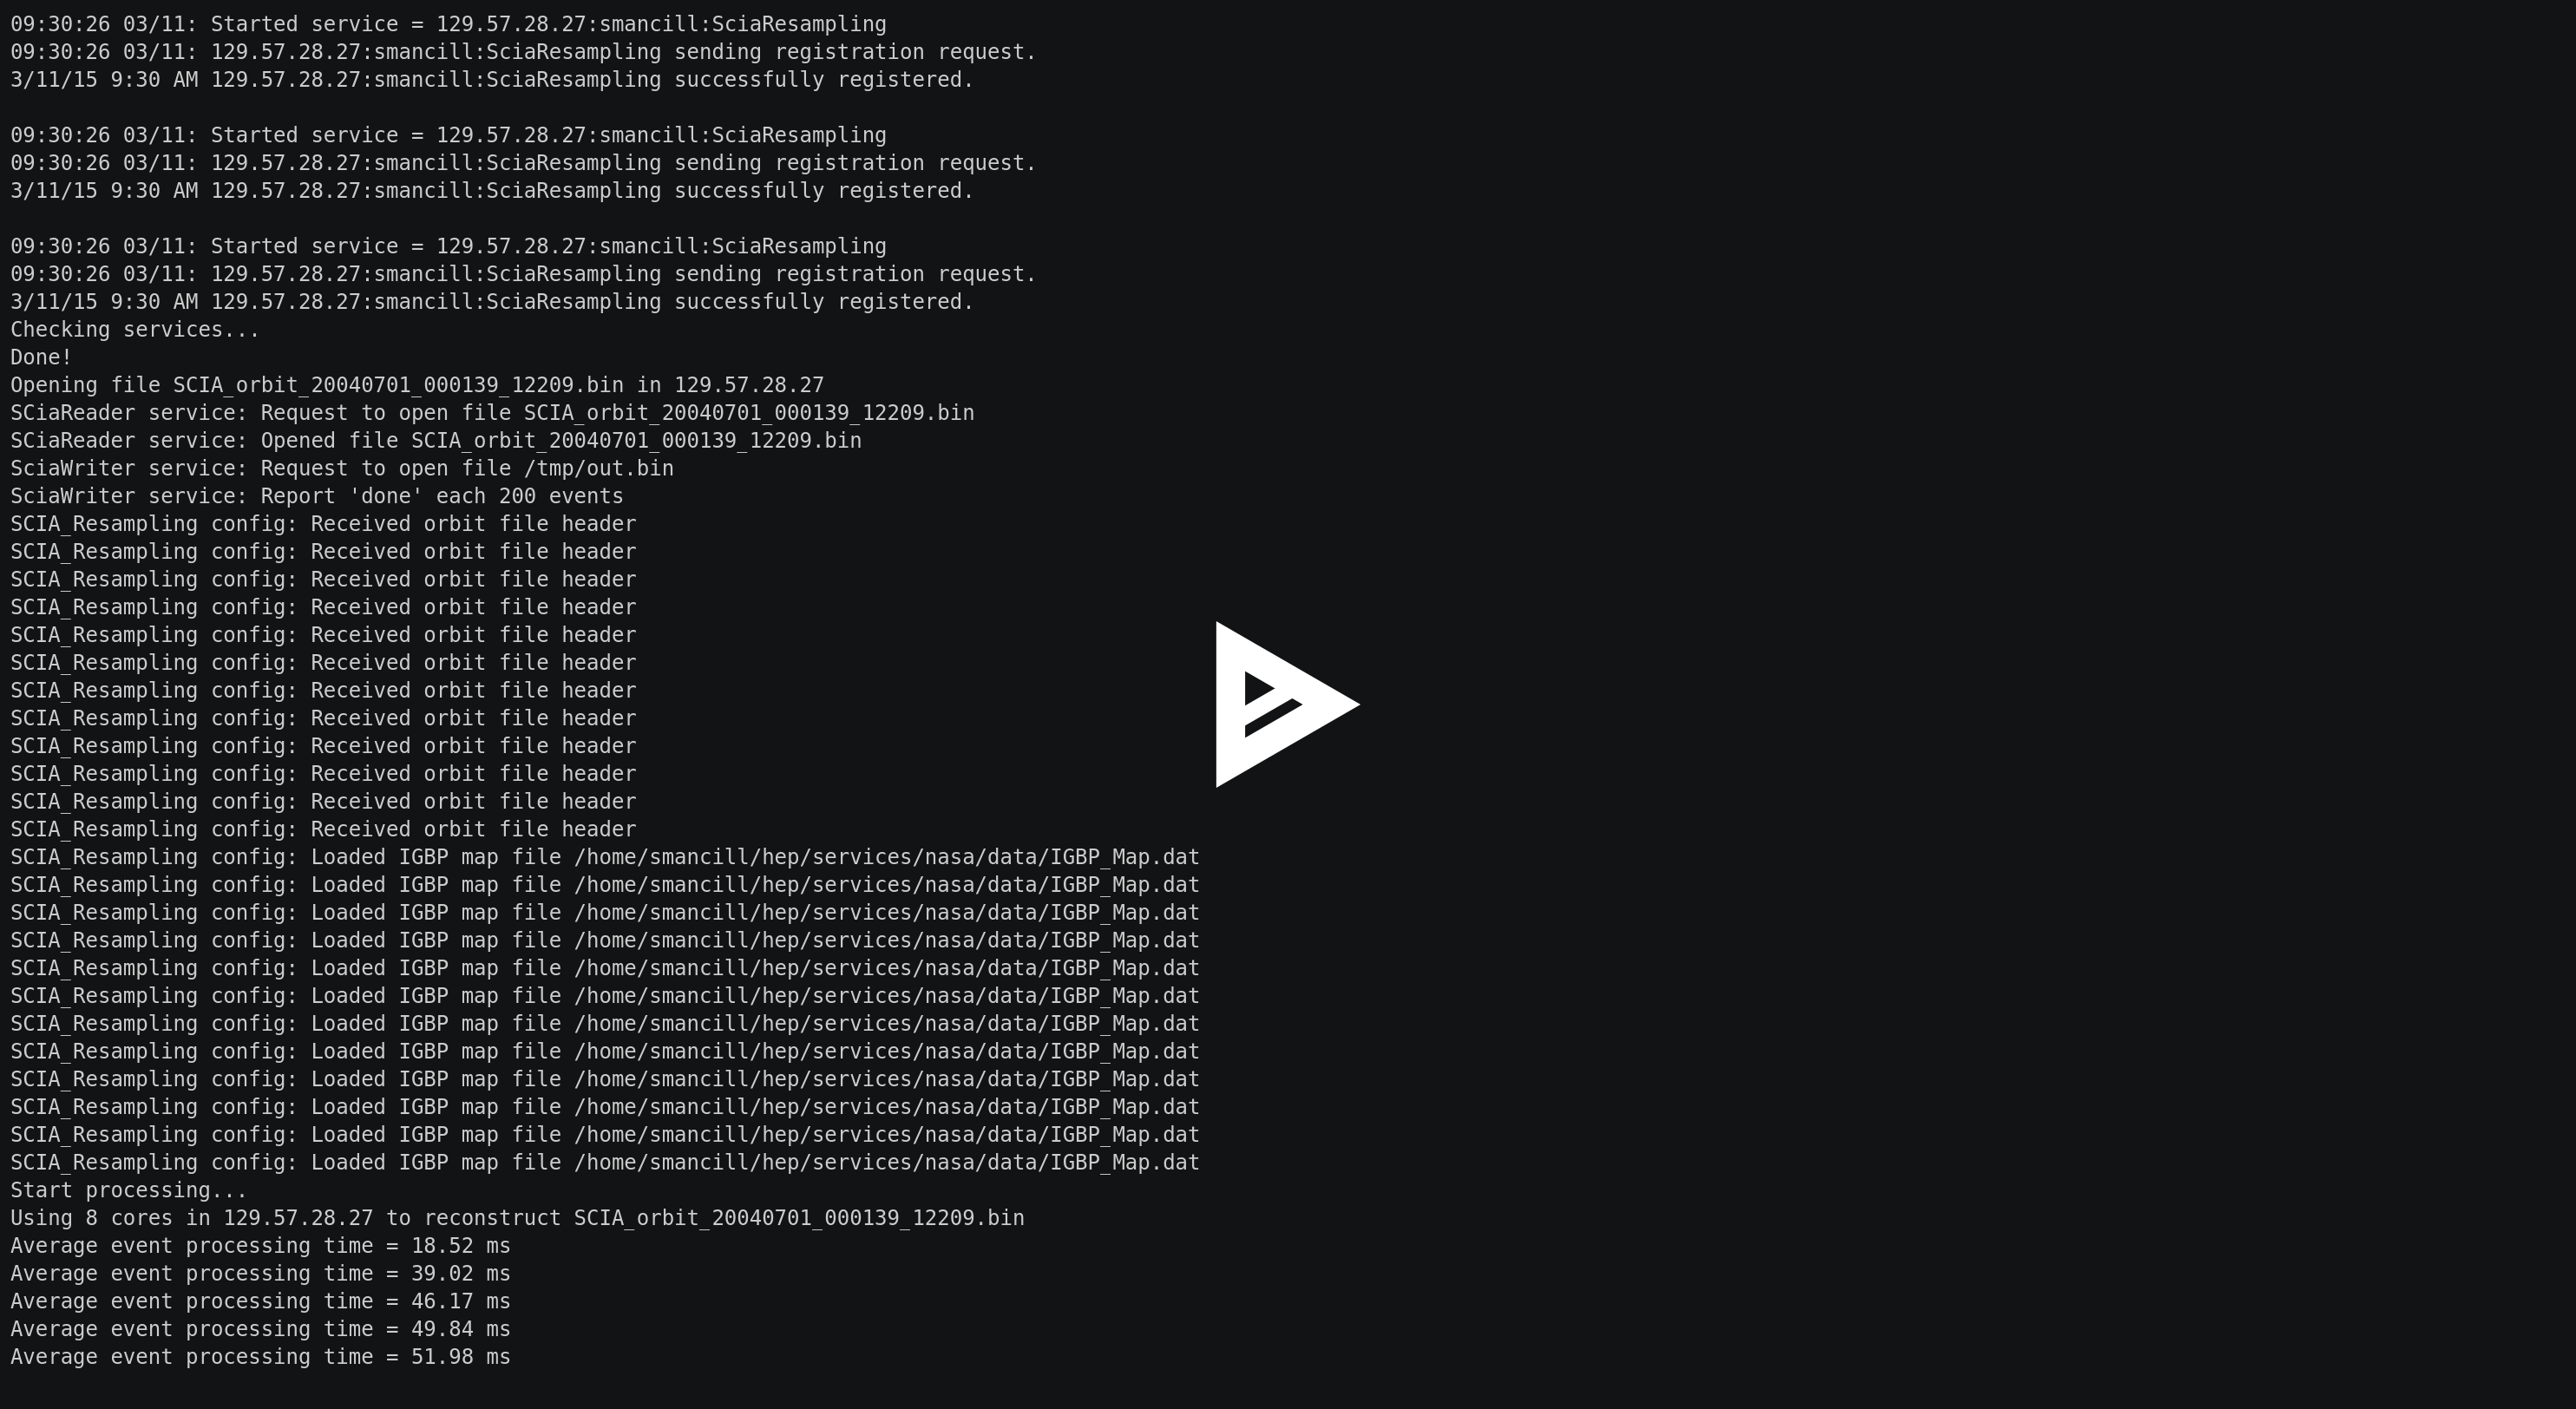 09:30:26 03/11: Started service = 129.57.28.27:smancill:SciaResampling
09:30:26 03/11: 129.57.28.27:smancill:SciaResampling sending registration request.
3/11/15 9:30 AM 129.57.28.27:smancill:SciaResampling successfully registered.
09:30:26 03/11: Started service = 129.57.28.27:smancill:SciaResampling
09:30:26 03/11: 129.57.28.27:smancill:SciaResampling sending registration request.
3/11/15 9:30 AM 129.57.28.27:smancill:SciaResampling successfully registered.
09:30:26 03/11: Started service = 129.57.28.27:smancill:SciaResampling
09:30:26 03/11: 129.57.28.27:smancill:SciaResampling sending registration request.
3/11/15 9:30 AM 129.57.28.27:smancill:SciaResampling successfully registered.
Checking services...
Done!
Opening file SCIA_orbit_20040701_000139_12209.bin in 129.57.28.27
SCiaReader service: Request to open file SCIA_orbit_20040701_000139_12209.bin
SCiaReader service: Opened file SCIA_orbit_20040701_000139_12209.bin
SciaWriter service: Request to open file /tmp/out.bin
SciaWriter service: Report 'done' each 200 events
SCIA_Resampling config: Received orbit file header
SCIA_Resampling config: Received orbit file header
SCIA_Resampling config: Received orbit file header
SCIA_Resampling config: Received orbit file header
SCIA_Resampling config: Received orbit file header
SCIA_Resampling config: Received orbit file header
SCIA_Resampling config: Received orbit file header
SCIA_Resampling config: Received orbit file header
SCIA_Resampling config: Received orbit file header
SCIA_Resampling config: Received orbit file header
SCIA_Resampling config: Received orbit file header
SCIA_Resampling config: Received orbit file header
SCIA_Resampling config: Loaded IGBP map file /home/smancill/hep/services/nasa/data/IGBP_Map.dat
SCIA_Resampling config: Loaded IGBP map file /home/smancill/hep/services/nasa/data/IGBP_Map.dat
SCIA_Resampling config: Loaded IGBP map file /home/smancill/hep/services/nasa/data/IGBP_Map.dat
SCIA_Resampling config: Loaded IGBP map file /home/smancill/hep/services/nasa/data/IGBP_Map.dat
SCIA_Resampling config: Loaded IGBP map file /home/smancill/hep/services/nasa/data/IGBP_Map.dat
SCIA_Resampling config: Loaded IGBP map file /home/smancill/hep/services/nasa/data/IGBP_Map.dat
SCIA_Resampling config: Loaded IGBP map file /home/smancill/hep/services/nasa/data/IGBP_Map.dat
SCIA_Resampling config: Loaded IGBP map file /home/smancill/hep/services/nasa/data/IGBP_Map.dat
SCIA_Resampling config: Loaded IGBP map file /home/smancill/hep/services/nasa/data/IGBP_Map.dat
SCIA_Resampling config: Loaded IGBP map file /home/smancill/hep/services/nasa/data/IGBP_Map.dat
SCIA_Resampling config: Loaded IGBP map file /home/smancill/hep/services/nasa/data/IGBP_Map.dat
SCIA_Resampling config: Loaded IGBP map file /home/smancill/hep/services/nasa/data/IGBP_Map.dat
Start processing...
Using 8 cores in 129.57.28.27 to reconstruct SCIA_orbit_20040701_000139_12209.bin
Average event processing time = 18.52 ms
Average event processing time = 39.02 ms
Average event processing time = 46.17 ms
Average event processing time = 49.84 ms
Average event processing time = 51.98 ms